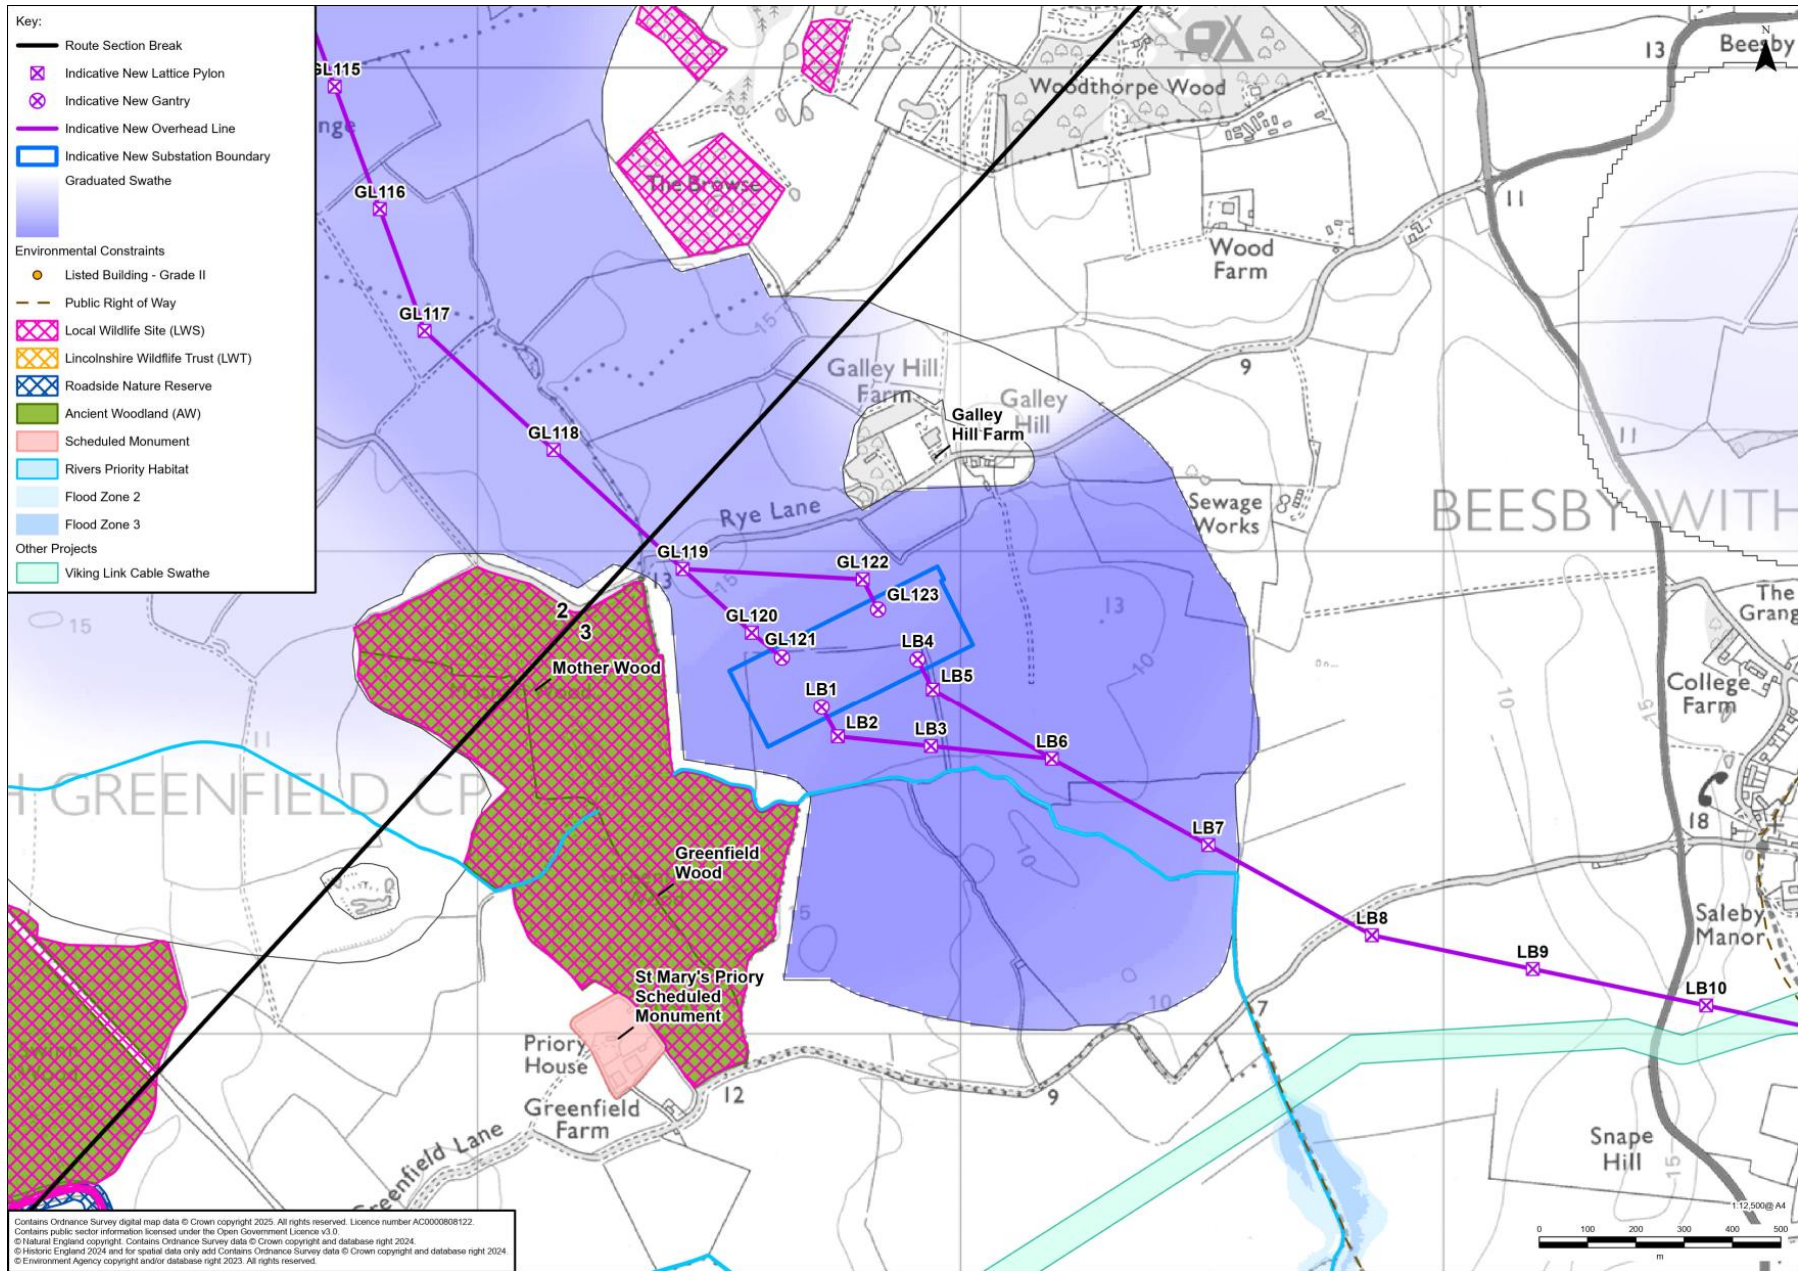 Key:
Route Section Break
Indicative New Lattice Pylon
Indicative New Gantry
Indicative New Overhead Line
Indicative New Substation Boundary
Graduated Swathe
Environmental Constraints
Listed Building - Grade II
Public Right of Way
Local Wildlife Site (LWS)
Lincolnshire Wildlife Trust (LWT)
Roadside Nature Reserve
Ancient Woodland (AW)
Scheduled Monument
Rivers Priority Habitat
Flood Zone 2
Flood Zone 3
Other Projects
Viking Link Cable Swathe
GL115
nge
GL116
GL117
GL118
The Browse
Woodthorpe Wood
13
Beesby
N
11
Wood
Farm
15
9
Galley Hill
Farm
Galley
Hill
Galley
Hill Farm
11
Rye Lane
Sewage
Works
BEESBY WITH
GL119
13
15
GL122
GL123
GL120
GL121
LB4
LB5
LB1
LB2
LB3
LB6
13
10
2
3
Mother Wood
15
11
H GREENFIELD CP
The
Grang
College
Farm
10
15
LB7
18
Greenfield
Wood
10
15
LB8
Saleby
Manor
LB9
LB10
St Mary's Priory
Scheduled
Monument
10
7
Priory
House
12
9
Greenfield
Farm
Greenfield Lane
Snape
Hill
15
1:12,500@ A4
0 100 200 300 400 500
m
Contains Ordnance Survey digital map data © Crown copyright 2025. All rights reserved. Licence number AC0000808122.
Contains public sector information licensed under the Open Government Licence v3.0.
© Natural England copyright. Contains Ordnance Survey data © Crown copyright and database right 2024.
© Historic England 2024 and for spatial data only add Contains Ordnance Survey data © Crown copyright and database right 2024.
© Environment Agency copyright and/or database right 2023. All rights reserved.